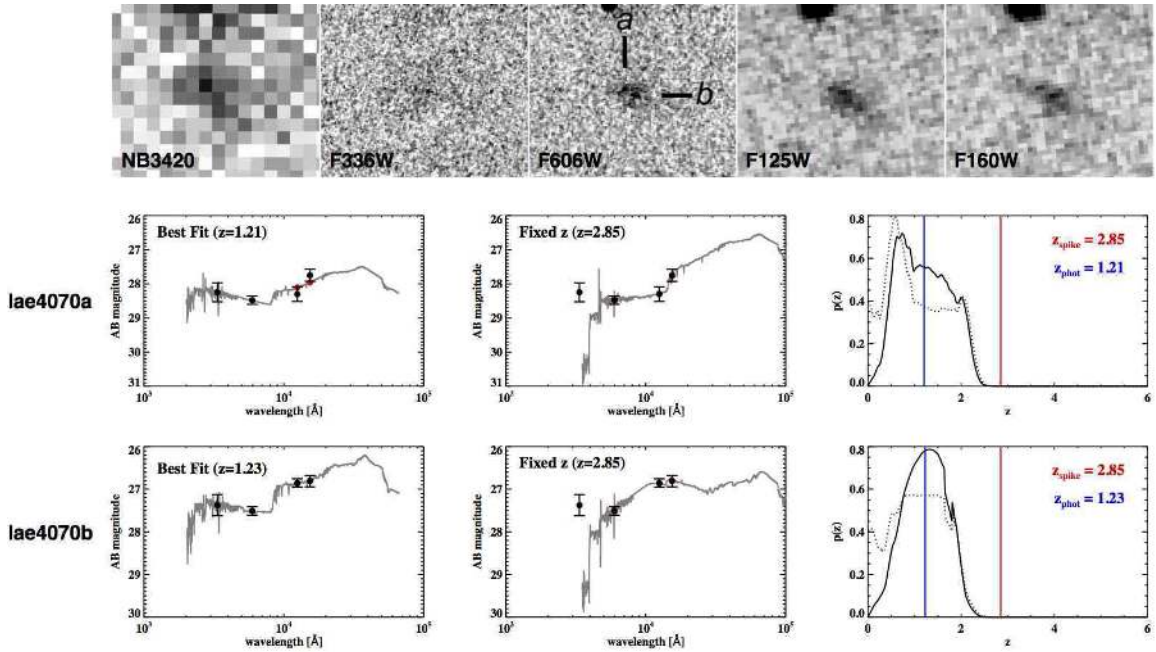 a
b
NB3420
F336W
F606W
F125W
F160W
lae4070a
Best Fit (z=1.21)
AB magnitude
26
27
28
29
30
31
10³
10⁴
10⁵
wavelength [Å]
Fixed z (z=2.85)
AB magnitude
26
27
28
29
30
31
10³
10⁴
10⁵
wavelength [Å]
z_spike = 2.85
z_phot = 1.21
p(z)
0.8
0.6
0.4
0.2
0.0
0
2
4
6
z
lae4070b
Best Fit (z=1.23)
AB magnitude
26
27
28
29
30
10³
10⁴
10⁵
wavelength [Å]
Fixed z (z=2.85)
AB magnitude
26
27
28
29
30
10³
10⁴
10⁵
wavelength [Å]
z_spike = 2.85
z_phot = 1.23
p(z)
0.8
0.6
0.4
0.2
0.0
0
2
4
6
z